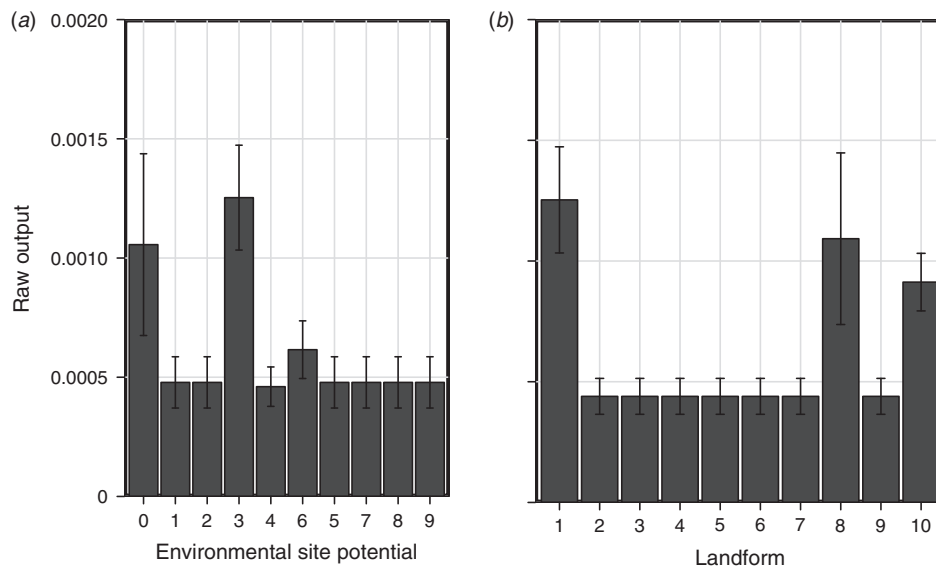 (a)
(b)
Raw output
0.0020
0.0015
0.0010
0.0005
0
0 1 2 3 4 6 5 7 8 9
Environmental site potential
1 2 3 4 5 6 7 8 9 10
Landform